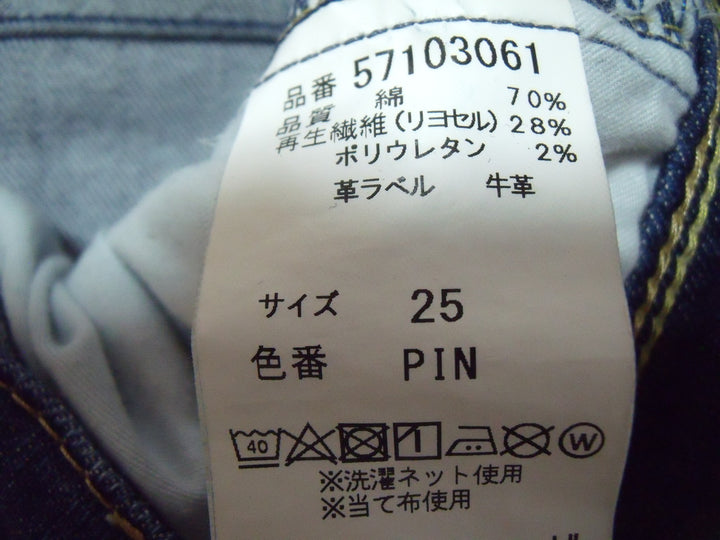 品番 57103061
品質 綿 70%
再生繊維(リヨセル) 28%
ポリウレタン 2%
革ラベル 牛革
サイズ 25
色番 PIN
40 W
※洗濯ネット使用
※当て布使用